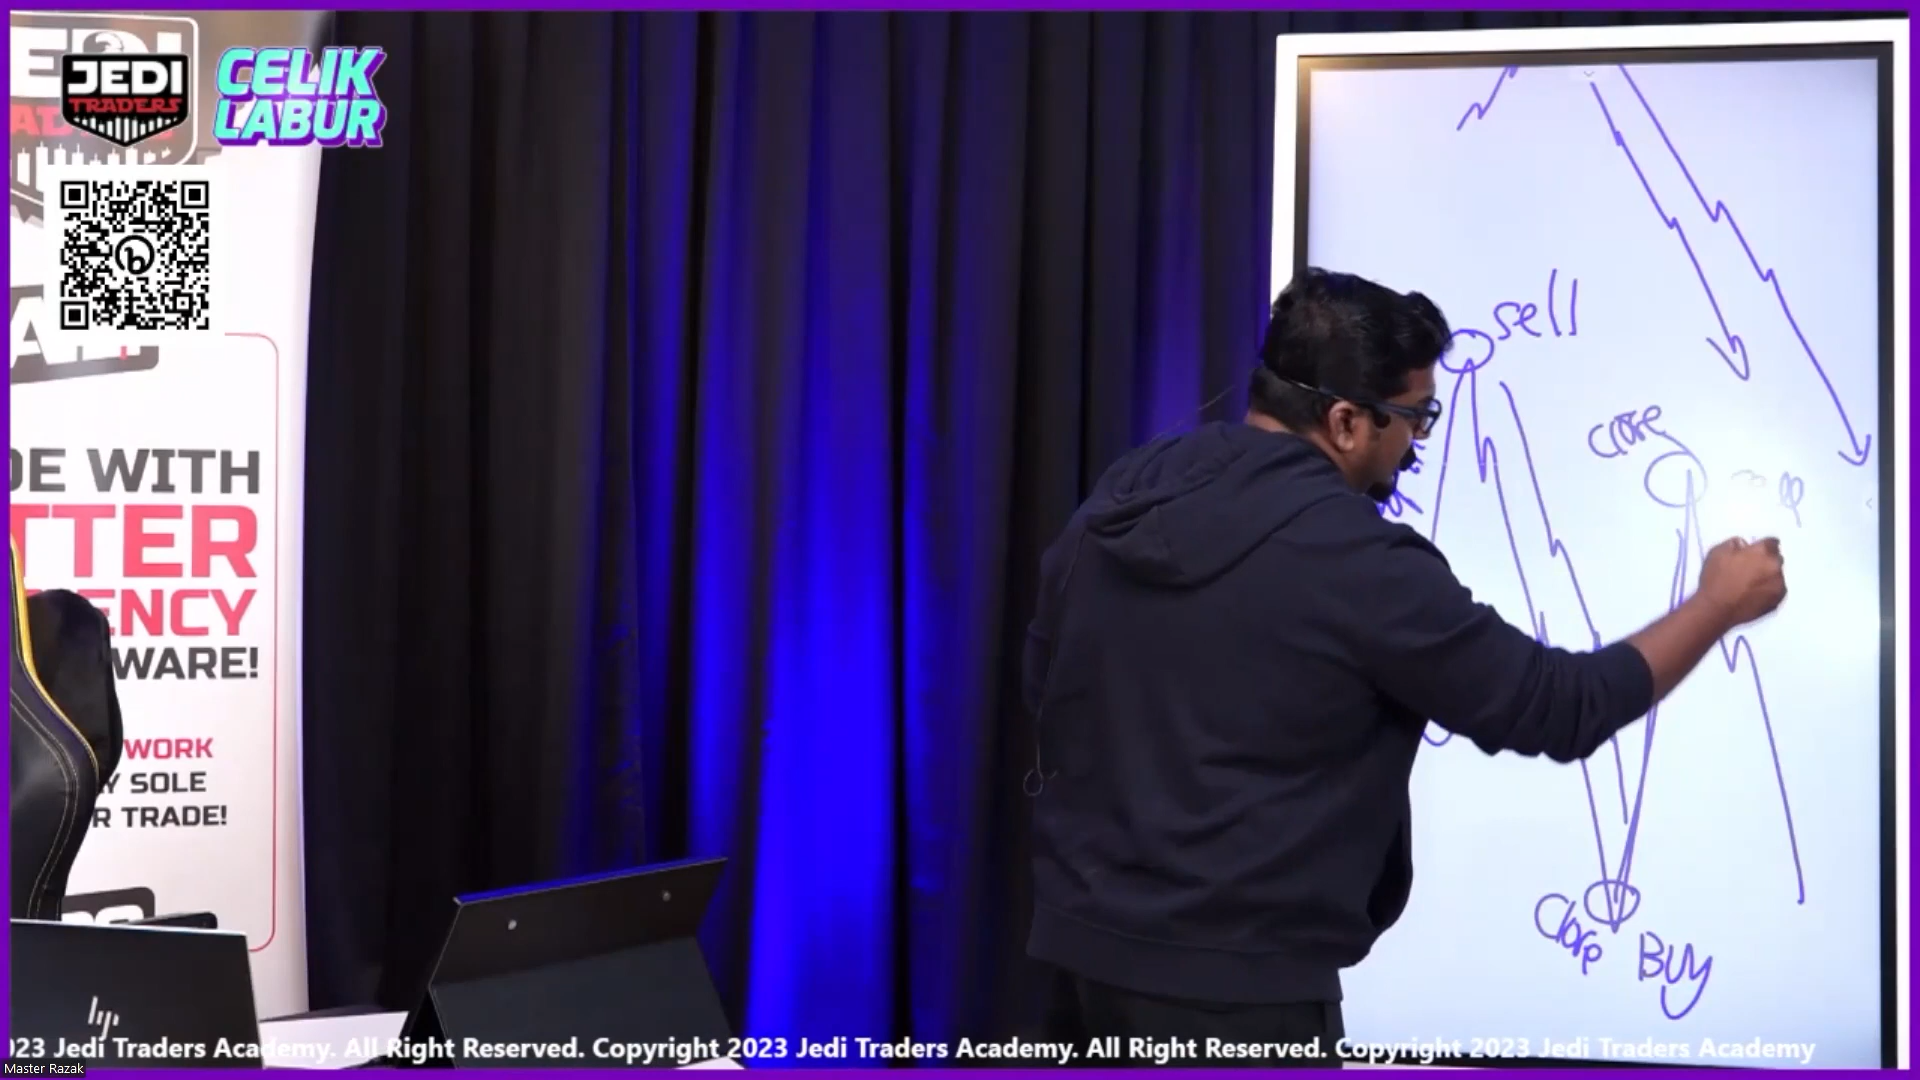 JEDI
TRADERS
CELIK
LABUR
DE WITH
TTER
ENCY
WARE!
WORK
Y SOLE
R TRADE!
hp
sell
Close
Close
Buy
023 Jedi Traders Academy. All Right Reserved. Copyright 2023 Jedi Traders Academy. All Right Reserved. Copyright 2023 Jedi Traders Academy
Master Razak